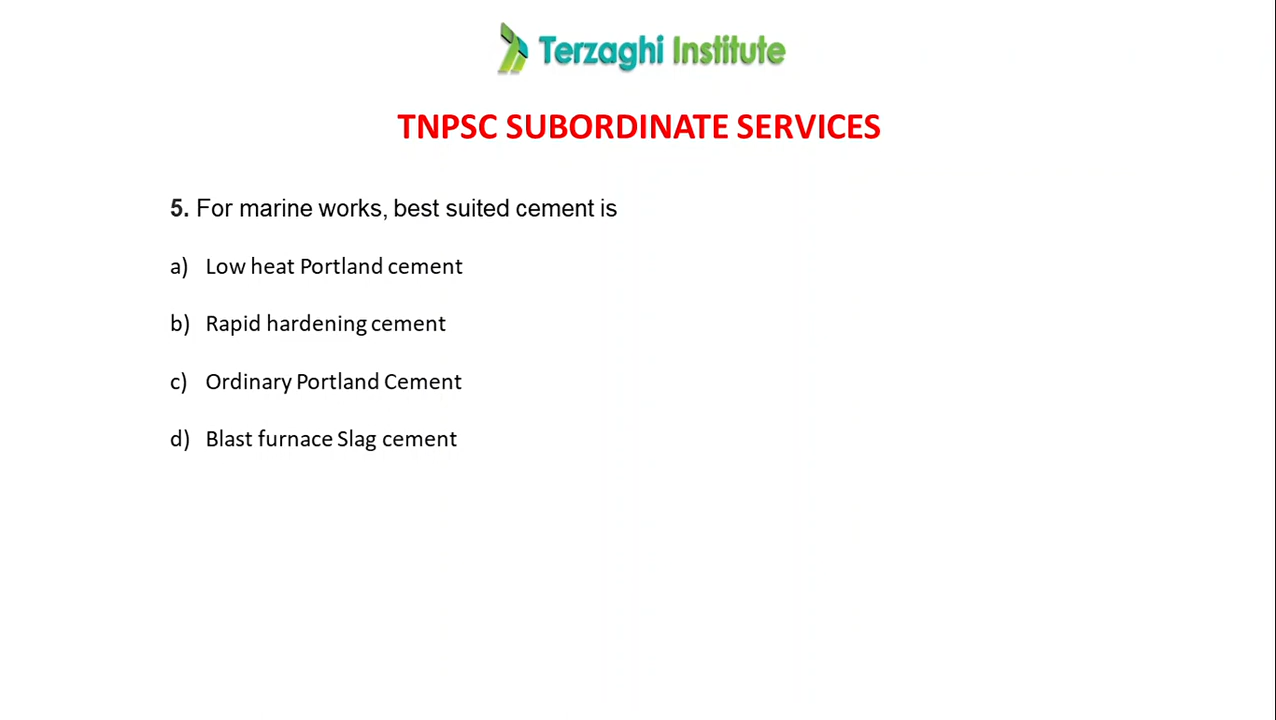 Terzaghi Institute
TNPSC SUBORDINATE SERVICES
5. For marine works, best suited cement is
a) Low heat Portland cement
b) Rapid hardening cement
c) Ordinary Portland Cement
d) Blast furnace Slag cement